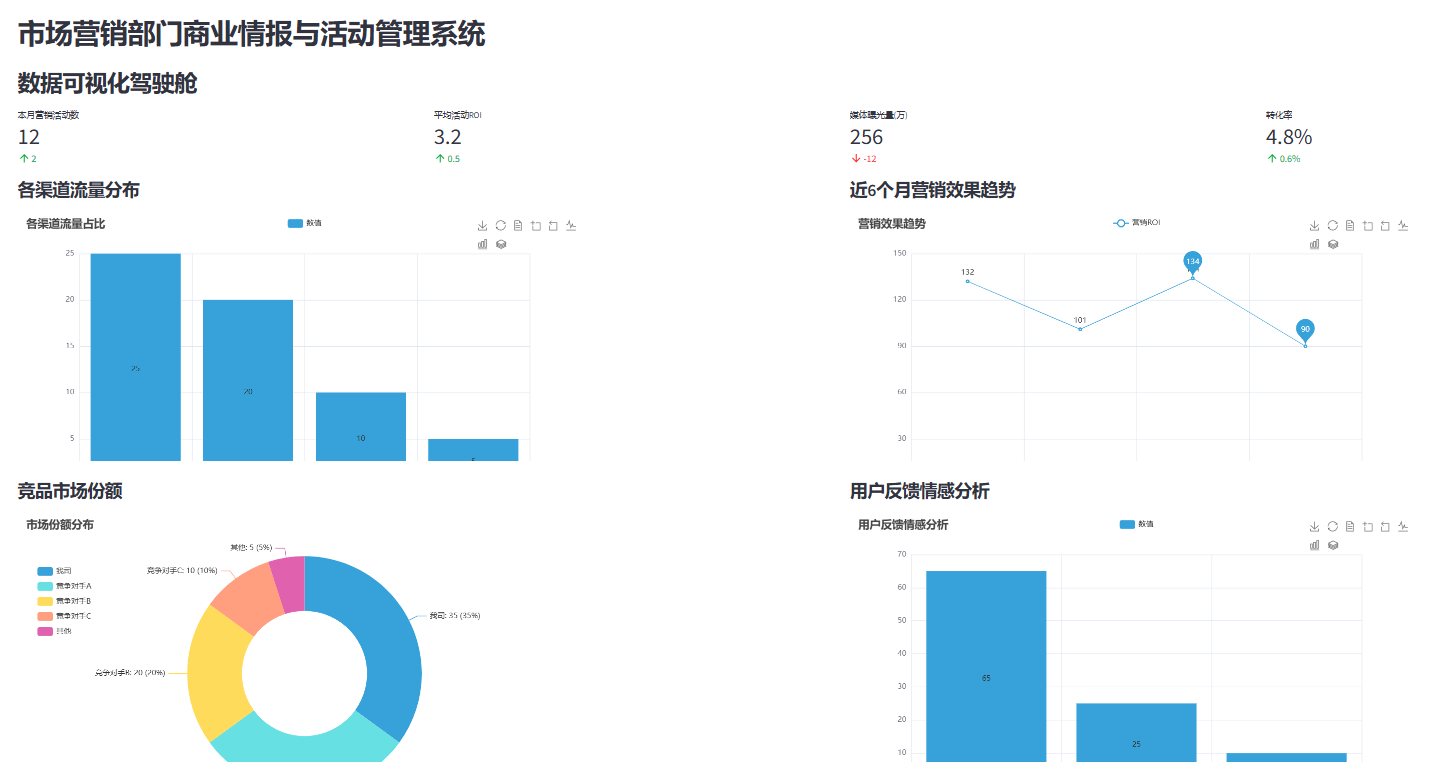 市场营销部门商业情报与活动管理系统
数据可视化驾驶舱
本月营销活动数
12
2
平均活动ROI
3.2
0.5
媒体曝光量(万)
256
-12
转化率
4.8%
0.6%
各渠道流量分布
各渠道流量占比
数值
25
20
15
10
5
25
20
10
近6个月营销效果趋势
营销效果趋势
营销ROI
150
120
90
60
30
132
101
134
90
竞品市场份额
市场份额分布
我司
竞争对手A
竞争对手B
竞争对手C
其他
其他: 5 (5%)
竞争对手C: 10 (10%)
我司: 35 (35%)
竞争对手B: 20 (20%)
用户反馈情感分析
用户反馈情感分析
数值
70
60
50
40
30
20
10
65
25